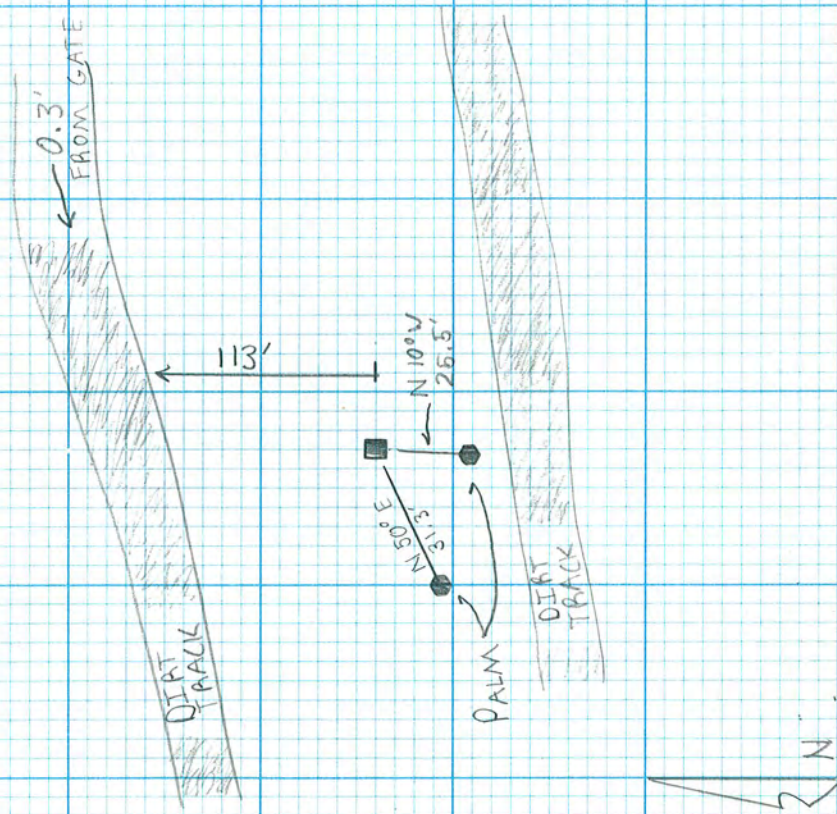 0.3'
FROM GATE
113'
N 10° W
26.5'
N 50° E
31.3'
DIRT
TRACK
DIRT
TRACK
PALM
N